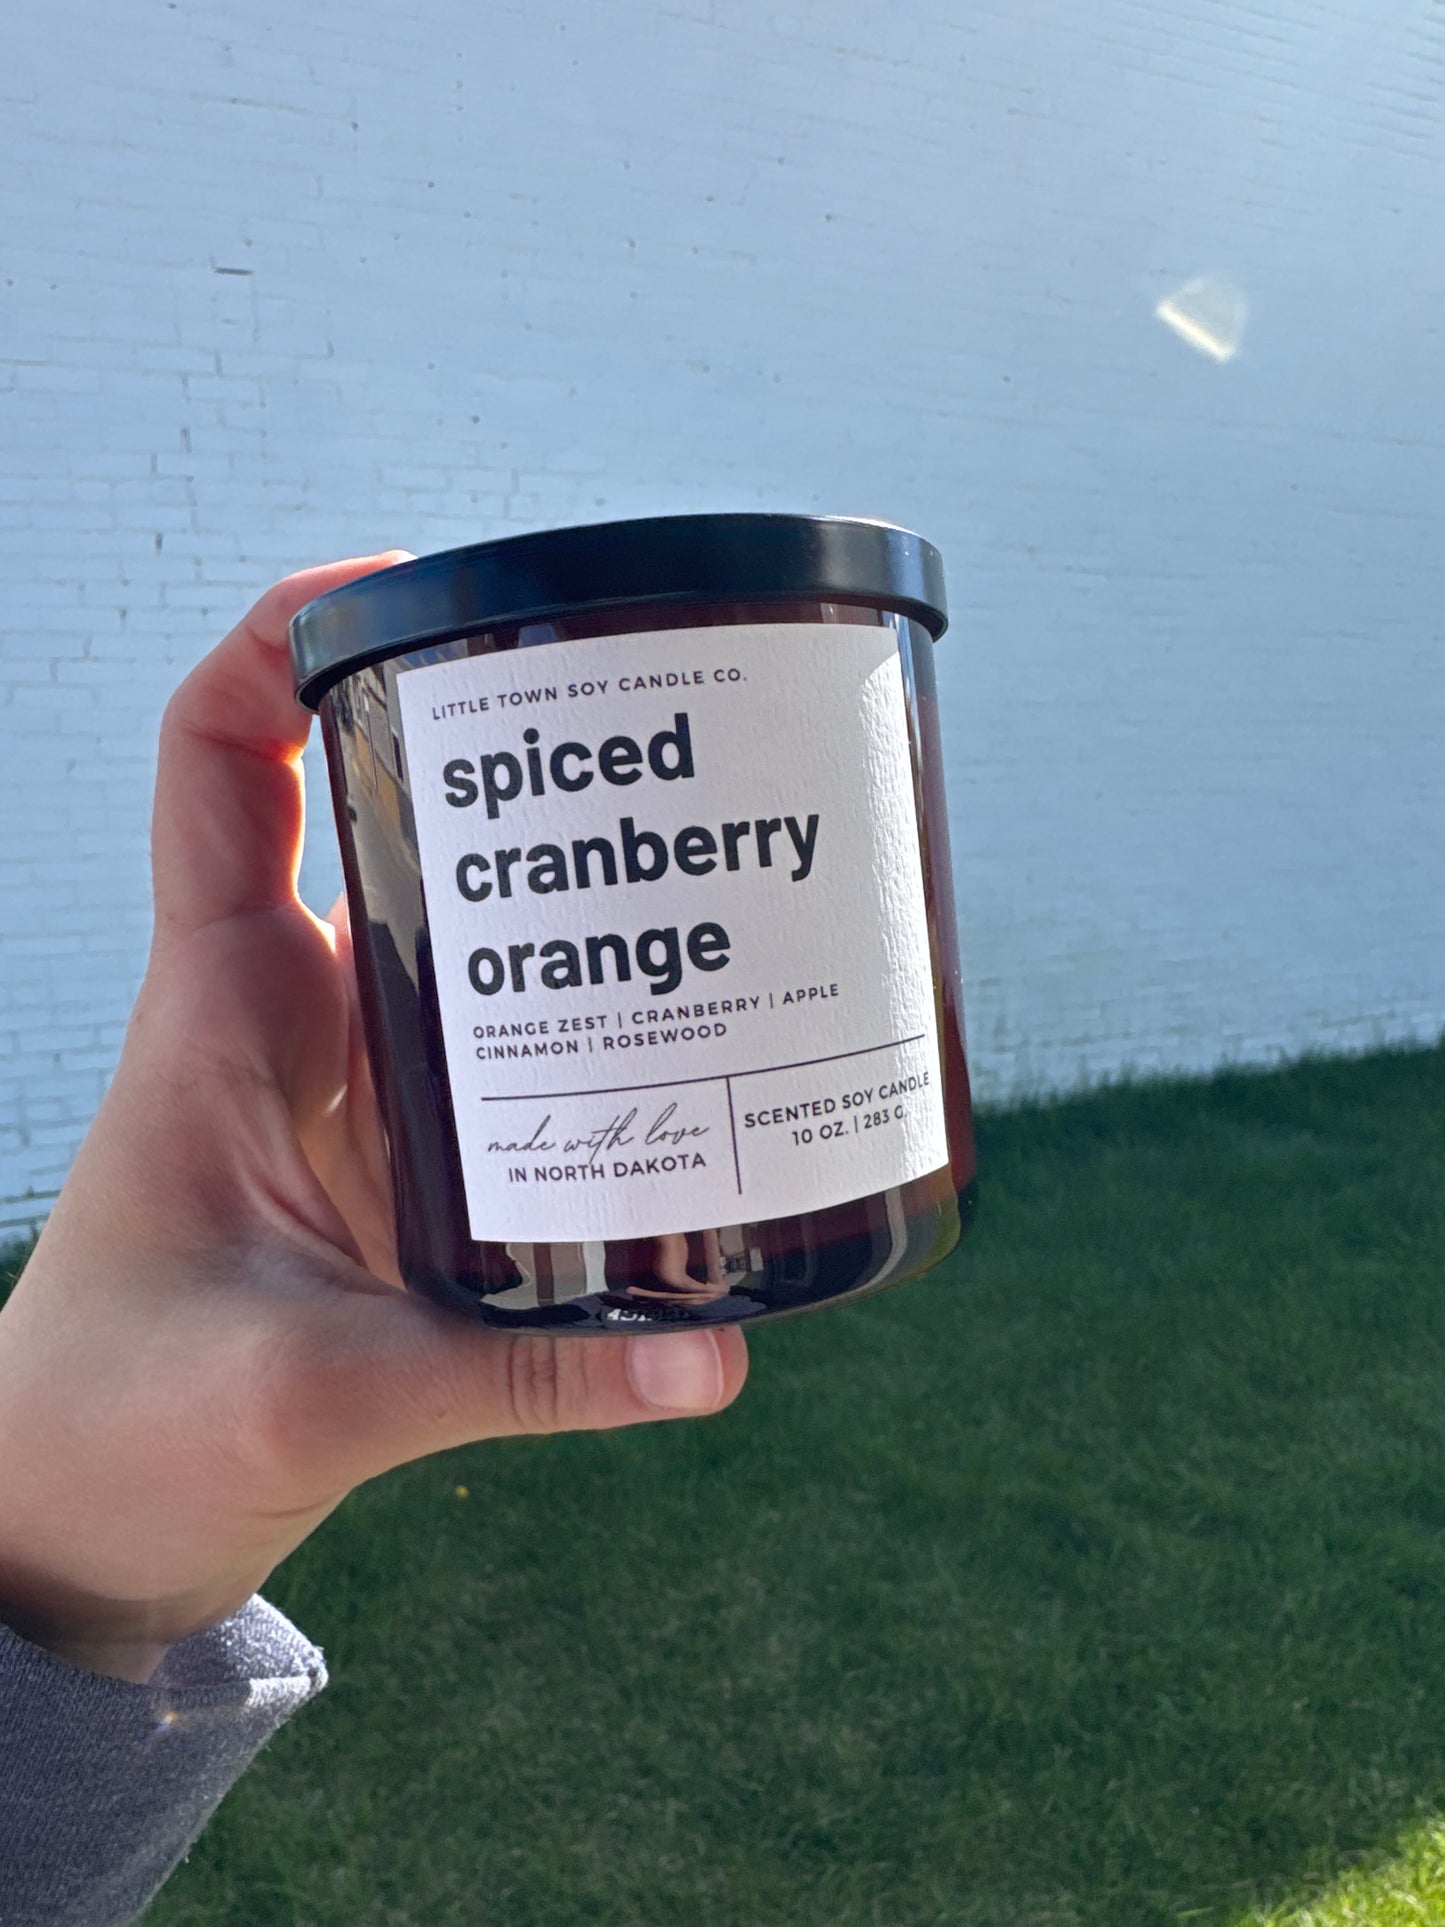 LITTLE TOWN SOY CANDLE CO.
spiced
cranberry
orange
ORANGE ZEST | CRANBERRY | APPLE
CINNAMON | ROSEWOOD
made with love
IN NORTH DAKOTA
SCENTED SOY CANDLE
10 OZ. | 283 G.